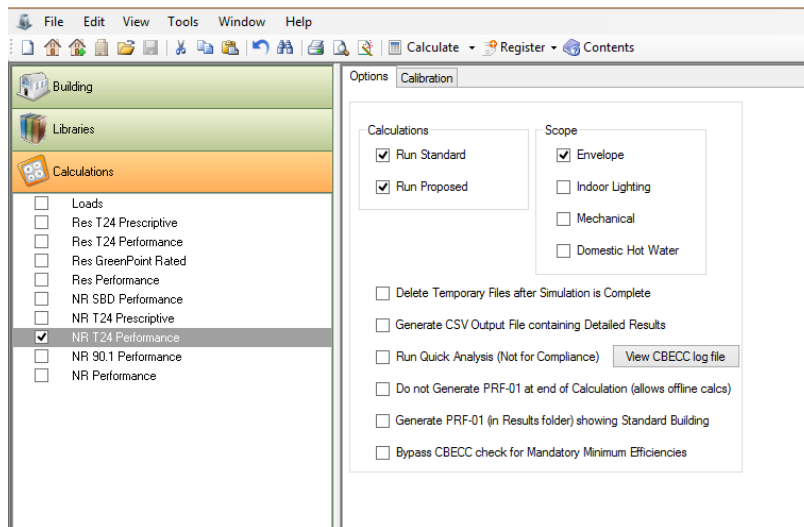 File Edit View Tools Window Help
Calculate Register Contents
Building
Libraries
Calculations
Loads
Res T24 Prescriptive
Res T24 Performance
Res GreenPoint Rated
Res Performance
NR SBD Performance
NR T24 Prescriptive
NR T24 Performance
NR 90.1 Performance
NR Performance
Options Calibration
Calculations
Run Standard
Run Proposed
Scope
Envelope
Indoor Lighting
Mechanical
Domestic Hot Water
Delete Temporary Files after Simulation is Complete
Generate CSV Output File containing Detailed Results
Run Quick Analysis (Not for Compliance) View CBECC log file
Do not Generate PRF-01 at end of Calculation (allows offline calcs)
Generate PRF-01 (in Results folder) showing Standard Building
Bypass CBECC check for Mandatory Minimum Efficiencies